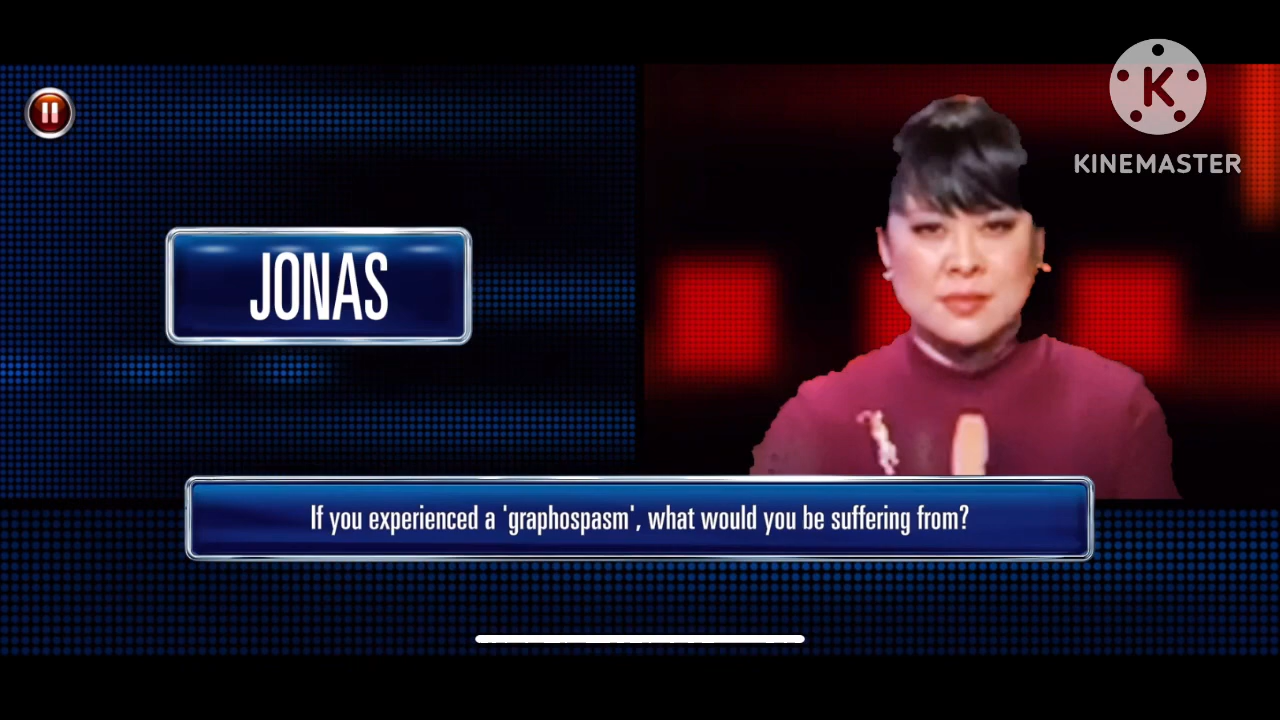 K
KINEMASTER
JONAS
If you experienced a 'graphospasm', what would you be suffering from?